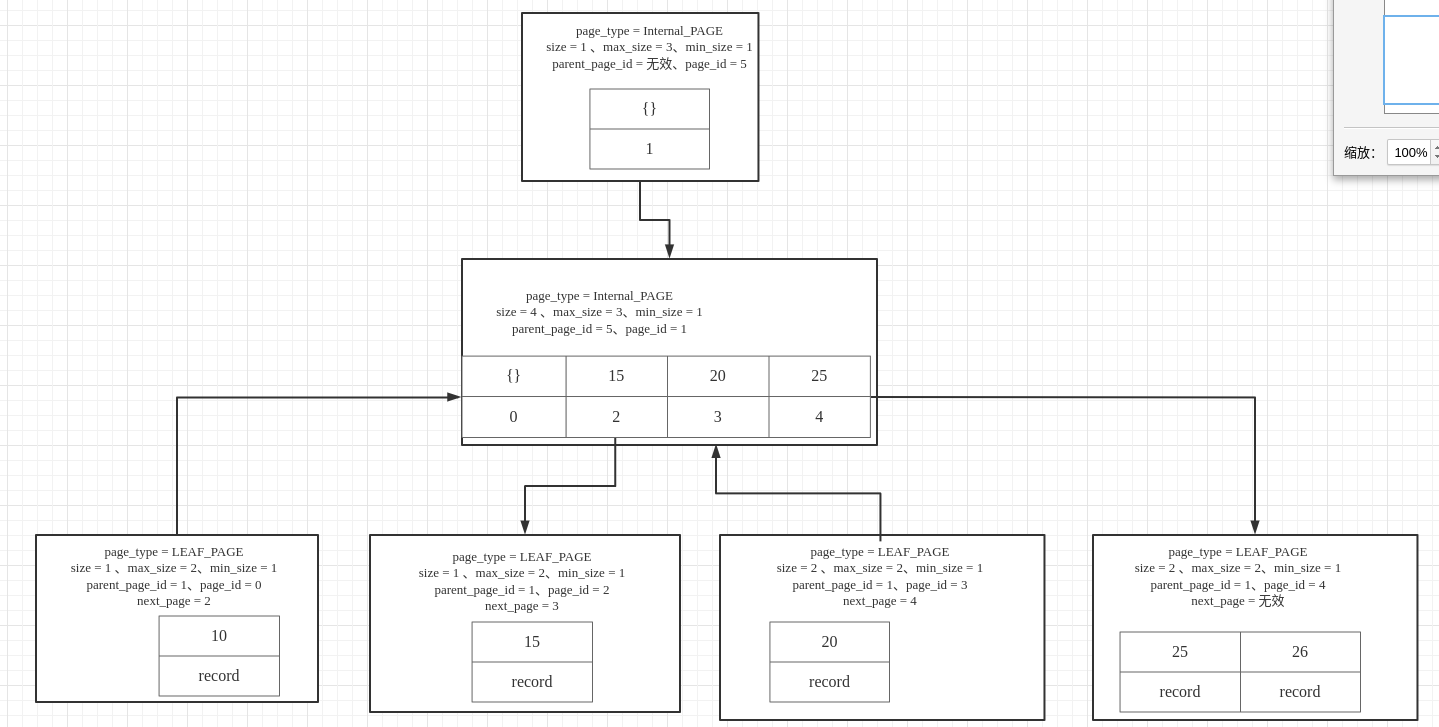 page_type = Internal_PAGE
size = 1 、max_size = 3、min_size = 1
parent_page_id = 无效、page_id = 5
{}
1
缩放： 100%
page_type = Internal_PAGE
size = 4 、max_size = 3、min_size = 1
parent_page_id = 5、page_id = 1
{} 15 20 25
0 2 3 4
page_type = LEAF_PAGE
size = 1 、max_size = 2、min_size = 1
parent_page_id = 1、page_id = 0
next_page = 2
10
record
page_type = LEAF_PAGE
size = 1 、max_size = 2、min_size = 1
parent_page_id = 1、page_id = 2
next_page = 3
15
record
page_type = LEAF_PAGE
size = 2 、max_size = 2、min_size = 1
parent_page_id = 1、page_id = 3
next_page = 4
20
record
page_type = LEAF_PAGE
size = 2 、max_size = 2、min_size = 1
parent_page_id = 1、page_id = 4
next_page = 无效
25 26
record record